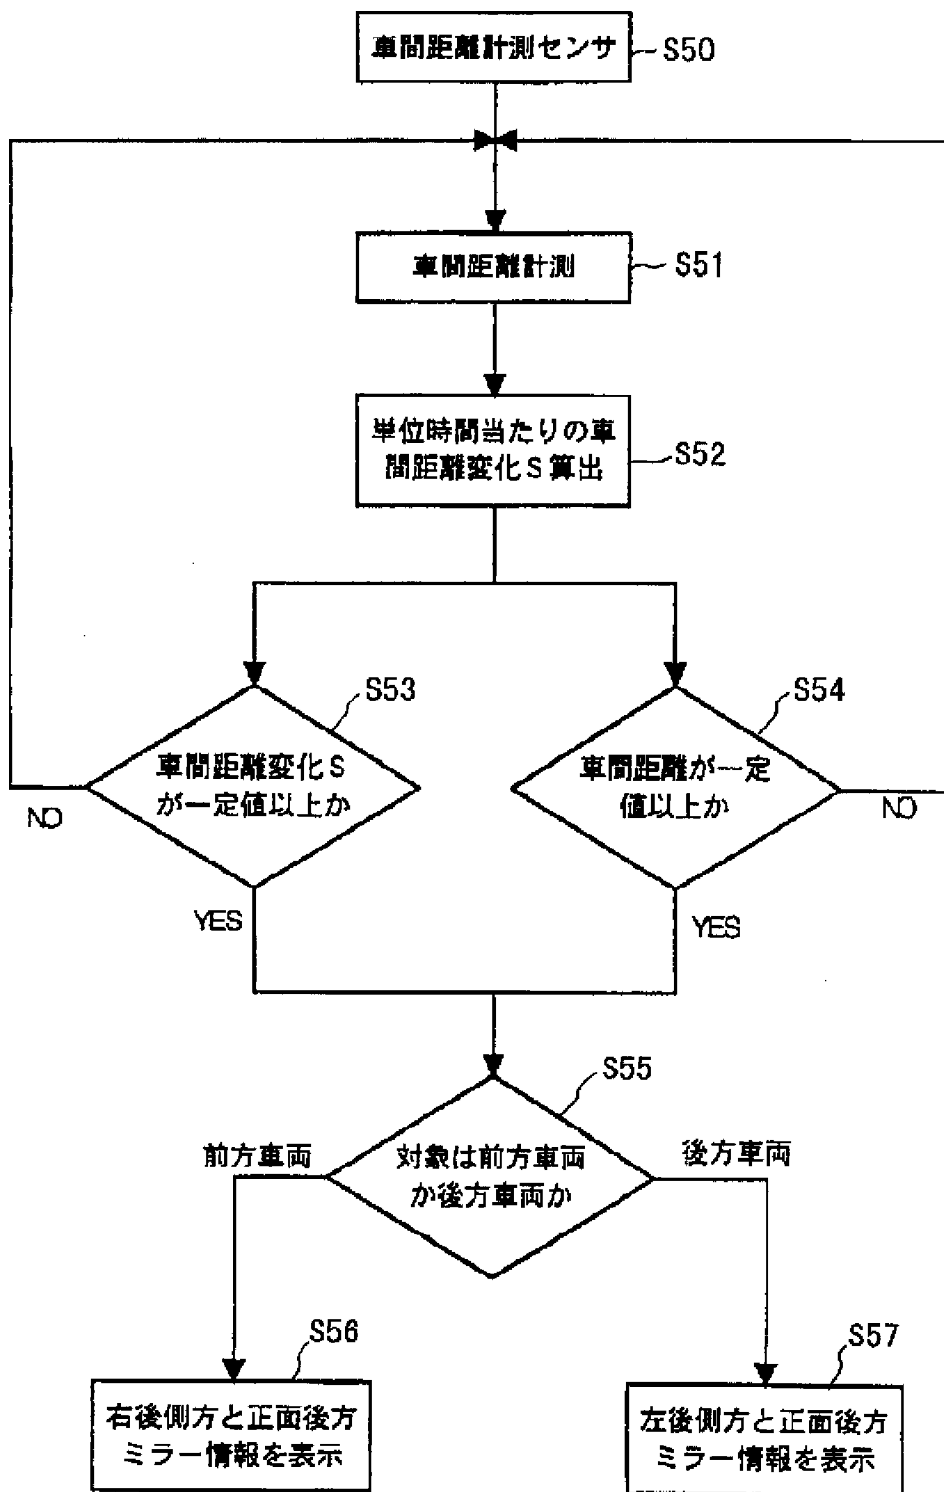 車間距離計測センサ
S50
車間距離計測
S51
単位時間当たりの車
間距離変化S算出
S52
S53
車間距離変化S
が一定値以上か
NO
YES
S54
車間距離が一定
値以上か
NO
YES
S55
対象は前方車両
か後方車両か
前方車両
後方車両
S56
右後側方と正面後方
ミラー情報を表示
S57
左後側方と正面後方
ミラー情報を表示